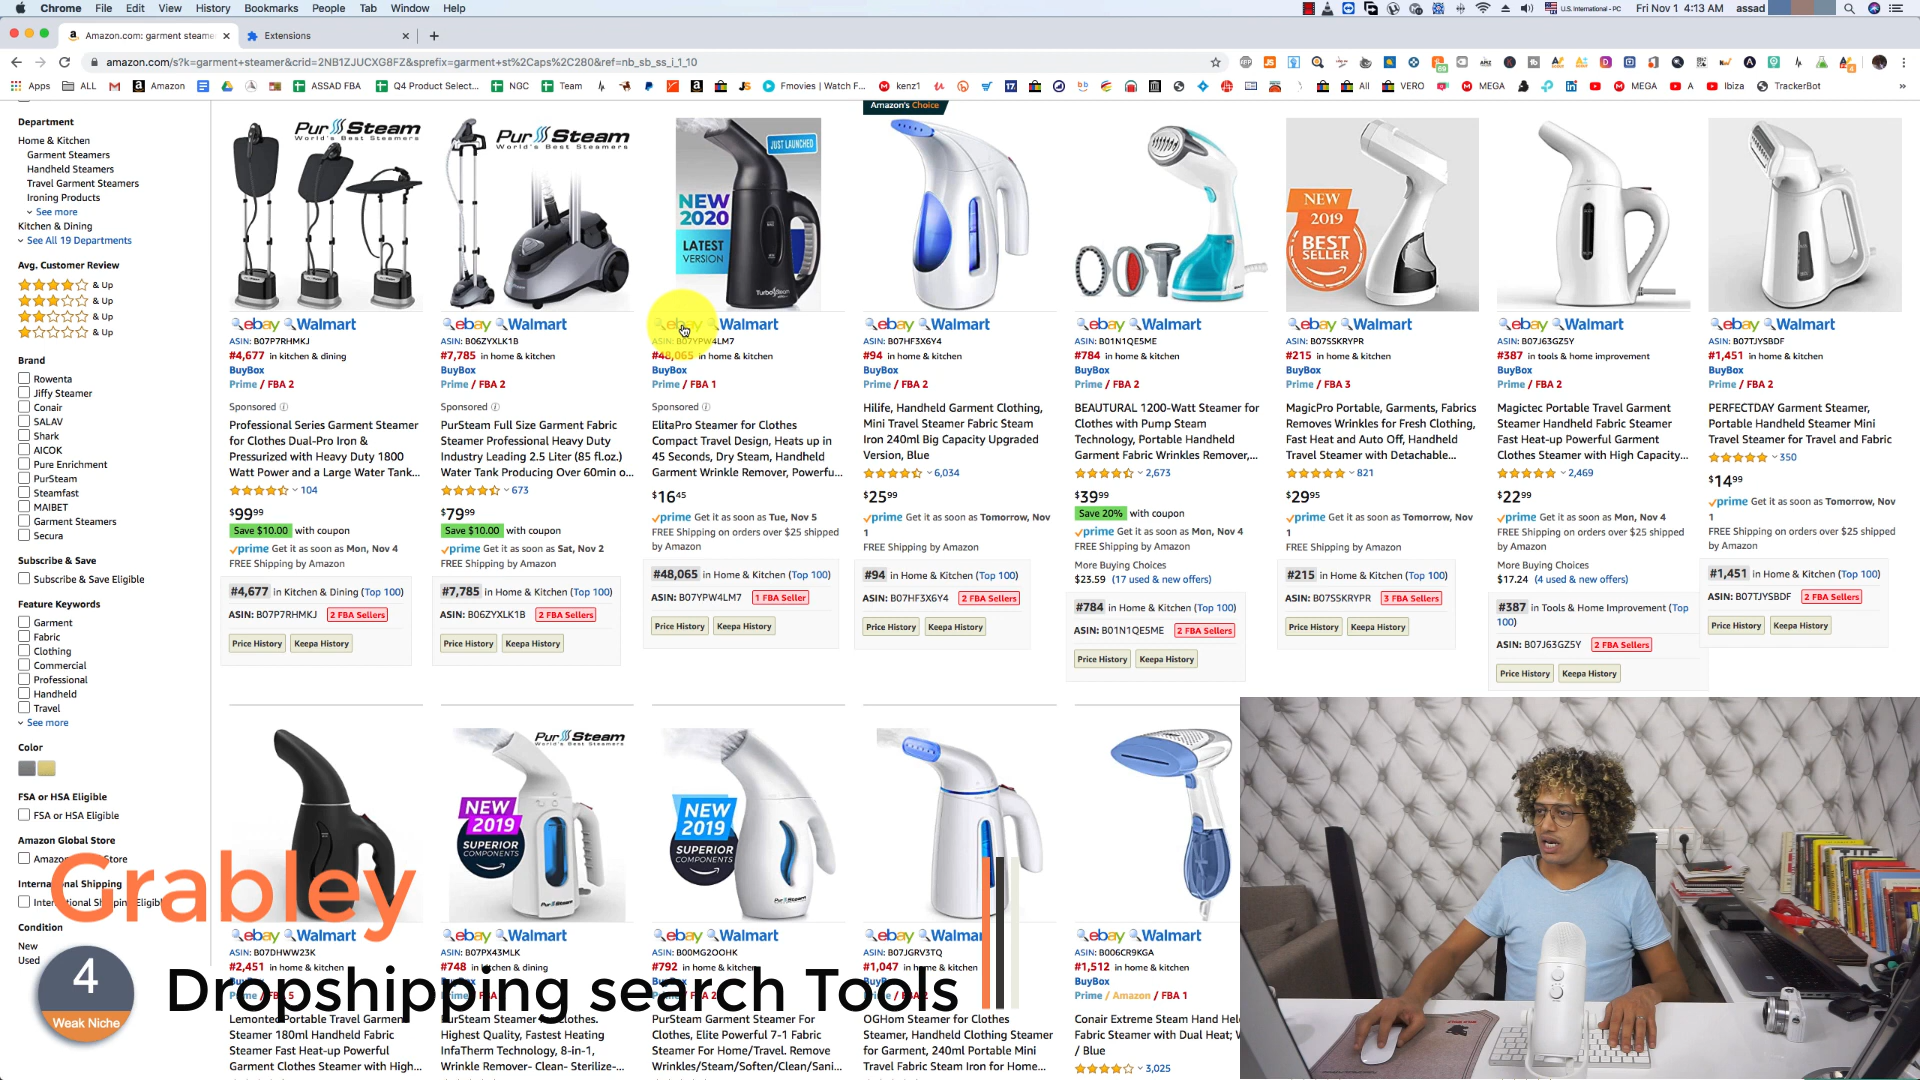 Chrome File Edit View History Bookmarks People Tab Window Help
U.S. International - PC Fri Nov 1 4:13 AM assad
Amazon.com: garment steame
Extensions
amazon.com/s?k=garment+steamer&crid=2NB1ZJUCXG8FZ&sprefix=garment+st%2Caps%2C280&ref=nb_sb_ss_i_1_10
Apps ALL Amazon ASSAD FBA Q4 Product Select... NGC Team Fmovies | Watch F... kenz1 All VERO MEGA MEGA A Ibiza TrackerBot
Department
Home & Kitchen
Garment Steamers
Handheld Steamers
Travel Garment Steamers
Ironing Products
See more
Kitchen & Dining
See All 19 Departments
Avg. Customer Review
& Up
& Up
& Up
& Up
Brand
Rowenta
Jiffy Steamer
Conair
SALAV
Shark
AICOK
Pure Enrichment
PurSteam
Steamfast
MAIBET
Garment Steamers
Secura
Subscribe & Save
Subscribe & Save Eligible
Feature Keywords
Garment
Fabric
Clothing
Commercial
Professional
Handheld
Travel
See more
Color
FSA or HSA Eligible
FSA or HSA Eligible
Amazon Global Store
International Shipping
Condition
New
Used
PurSteam
World's Best Steamers
ebay Walmart
ASIN: B07P7RHMKJ
#4,677 in kitchen & dining
BuyBox
Prime / FBA 2
Sponsored
Professional Series Garment Steamer
for Clothes Dual-Pro Iron &
Pressurized with Heavy Duty 1800
Watt Power and a Large Water Tank...
104
$99.99
Save $10.00 with coupon
prime Get it as soon as Mon, Nov 4
FREE Shipping by Amazon
#4,677 in Kitchen & Dining (Top 100)
ASIN: B07P7RHMKJ 2 FBA Sellers
Price History Keepa History
PurSteam
World's Best Steamers
ebay Walmart
ASIN: B06ZYXLK1B
#7,785 in home & kitchen
BuyBox
Prime / FBA 2
Sponsored
PurSteam Full Size Garment Fabric
Steamer Professional Heavy Duty
Industry Leading 2.5 Liter (85 fl.oz.)
Water Tank Producing Over 60min o...
673
$79.99
Save $10.00 with coupon
prime Get it as soon as Sat, Nov 2
FREE Shipping by Amazon
#7,785 in Home & Kitchen (Top 100)
ASIN: B06ZYXLK1B 2 FBA Sellers
Price History Keepa History
JUST LAUNCHED
NEW
2020
LATEST
VERSION
ebay Walmart
ASIN: B07YPW4LM7
#48,065 in home & kitchen
BuyBox
Prime / FBA 1
Sponsored
ElitaPro Steamer for Clothes
Compact Travel Design, Heats up in
45 Seconds, Dry Steam, Handheld
Garment Wrinkle Remover, Powerfu...
$16.45
prime Get it as soon as Tue, Nov 5
FREE Shipping on orders over $25 shipped
by Amazon
#48,065 in Home & Kitchen (Top 100)
ASIN: B07YPW4LM7 1 FBA Seller
Price History Keepa History
Amazon's Choice
ebay Walmart
ASIN: B07HF3X6Y4
#94 in home & kitchen
BuyBox
Prime / FBA 2
Hilife, Handheld Garment Clothing,
Mini Travel Steamer Fabric Steam
Iron 240ml Big Capacity Upgraded
Version, Blue
6,034
$25.99
prime Get it as soon as Tomorrow, Nov
1
FREE Shipping by Amazon
#94 in Home & Kitchen (Top 100)
ASIN: B07HF3X6Y4 2 FBA Sellers
Price History Keepa History
ebay Walmart
ASIN: B01N1QE5ME
#784 in home & kitchen
BuyBox
Prime / FBA 2
BEAUTURAL 1200-Watt Steamer for
Clothes with Pump Steam
Technology, Portable Handheld
Garment Fabric Wrinkles Remover,...
2,673
$39.99
Save 20% with coupon
prime Get it as soon as Mon, Nov 4
FREE Shipping by Amazon
More Buying Choices
$23.59 (17 used & new offers)
#784 in Home & Kitchen (Top 100)
ASIN: B01N1QE5ME 2 FBA Sellers
Price History Keepa History
NEW
2019
BEST
SELLER
ebay Walmart
ASIN: B07SSKRYPR
#215 in home & kitchen
BuyBox
Prime / FBA 3
MagicPro Portable, Garments, Fabrics
Removes Wrinkles for Fresh Clothing,
Fast Heat and Auto Off, Handheld
Travel Steamer with Detachable...
821
$29.95
prime Get it as soon as Tomorrow, Nov
1
FREE Shipping by Amazon
#215 in Home & Kitchen (Top 100)
ASIN: B07SSKRYPR 3 FBA Sellers
Price History Keepa History
ebay Walmart
ASIN: B07J63GZ5Y
#387 in tools & home improvement
BuyBox
Prime / FBA 2
Magictec Portable Travel Garment
Steamer Handheld Fabric Steamer
Fast Heat-up Powerful Garment
Clothes Steamer with High Capacity...
2,469
$22.99
prime Get it as soon as Mon, Nov 4
FREE Shipping on orders over $25 shipped
by Amazon
More Buying Choices
$17.24 (4 used & new offers)
#387 in Tools & Home Improvement (Top
100)
ASIN: B07J63GZ5Y 2 FBA Sellers
Price History Keepa History
ebay Walmart
ASIN: B07TJYSBDF
#1,451 in home & kitchen
BuyBox
Prime / FBA 2
PERFECTDAY Garment Steamer,
Portable Handheld Steamer Mini
Travel Steamer for Travel and Fabric
350
$14.99
prime Get it as soon as Tomorrow, Nov
1
FREE Shipping on orders over $25 shipped
by Amazon
#1,451 in Home & Kitchen (Top 100)
ASIN: B07TJYSBDF 2 FBA Sellers
Price History Keepa History
ebay Walmart
ASIN: B07DHWW23K
#2,451 in home & kitchen
Lemontec Portable Travel Garment
Steamer 180ml Handheld Fabric
Steamer Fast Heat-up Powerful
Garment Clothes Steamer with High...
PurSteam
World's Best Steamers
NEW
2019
SUPERIOR
COMPONENTS
PurSteam
ebay Walmart
ASIN: B07PX43MLK
#748 in kitchen & dining
PurSteam Steamer for Clothes.
Highest Quality, Fastest Heating
InfaTherm Technology, 8-in-1,
Wrinkle Remover- Clean- Sterilize-...
NEW
2019
SUPERIOR
COMPONENTS
PurSteam
ebay Walmart
ASIN: B00MG2OOHK
#792 in home & kitchen
PurSteam Garment Steamer For
Clothes, Elite Powerful 7-1 Fabric
Steamer For Home/Travel. Remove
Wrinkles/Steam/Soften/Clean/Sani...
ebay Walmart
ASIN: B07JGRV3TQ
#1,047 in home & kitchen
OGHom Steamer for Clothes
Steamer, Handheld Clothing Steamer
for Garment, 240ml Portable Mini
Travel Fabric Steam Iron for Home...
ebay Walmart
ASIN: B006CR9KGA
#1,512 in home & kitchen
BuyBox
Prime / Amazon / FBA 1
Conair Extreme Steam Hand Hel
Fabric Steamer with Dual Heat; W
/ Blue
3,025
Grabley
4
Weak Niche
Dropshipping search Tools